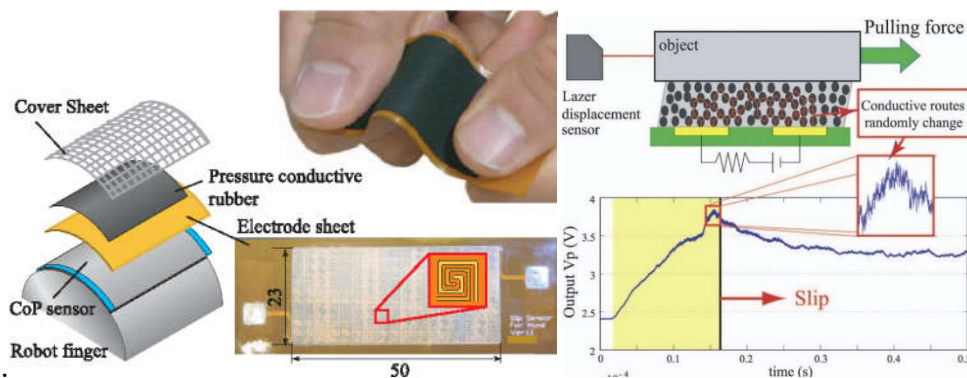 Cover Sheet
Pressure conductive
rubber
Electrode sheet
CoP sensor
Robot finger
23
50
Slip Sensor
For Hand
object
Pulling force
Lazer
displacement
sensor
Conductive routes
randomly change
Output Vp (V)
4
3.5
3
2.5
2
Slip
0
0.1
0.2
0.3
0.4
0.5
time (s)
.